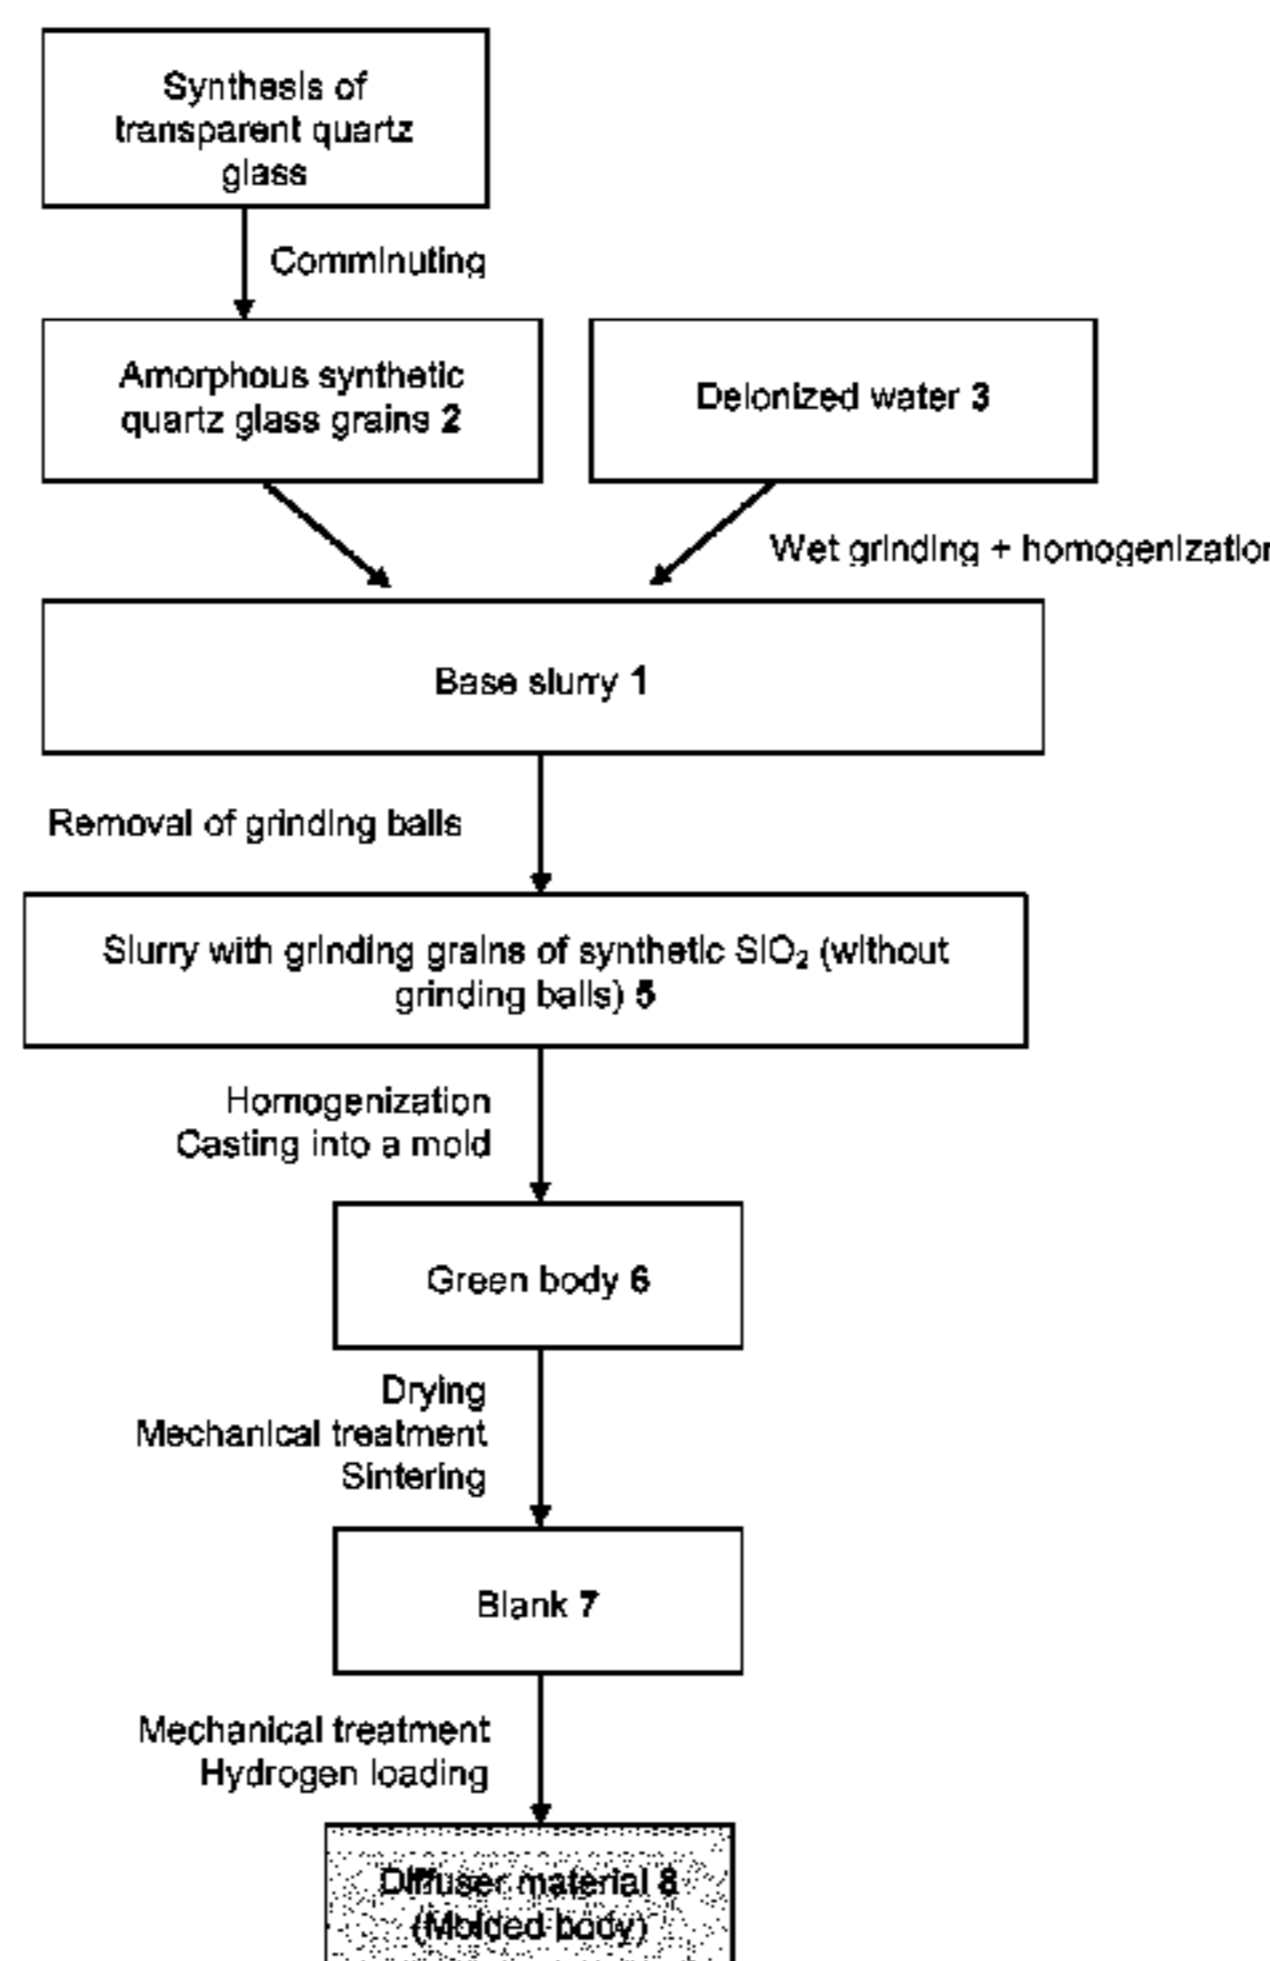 Synthesis of
transparent quartz
glass
Comminuting
Amorphous synthetic
quartz glass grains 2
Deionized water 3
Wet grinding + homogenization
Base slurry 1
Removal of grinding balls
Slurry with grinding grains of synthetic SiO₂ (without
grinding balls) 5
Homogenization
Casting into a mold
Green body 6
Drying
Mechanical treatment
Sintering
Blank 7
Mechanical treatment
Hydrogen loading
Diffuser material 8
(Molded body)